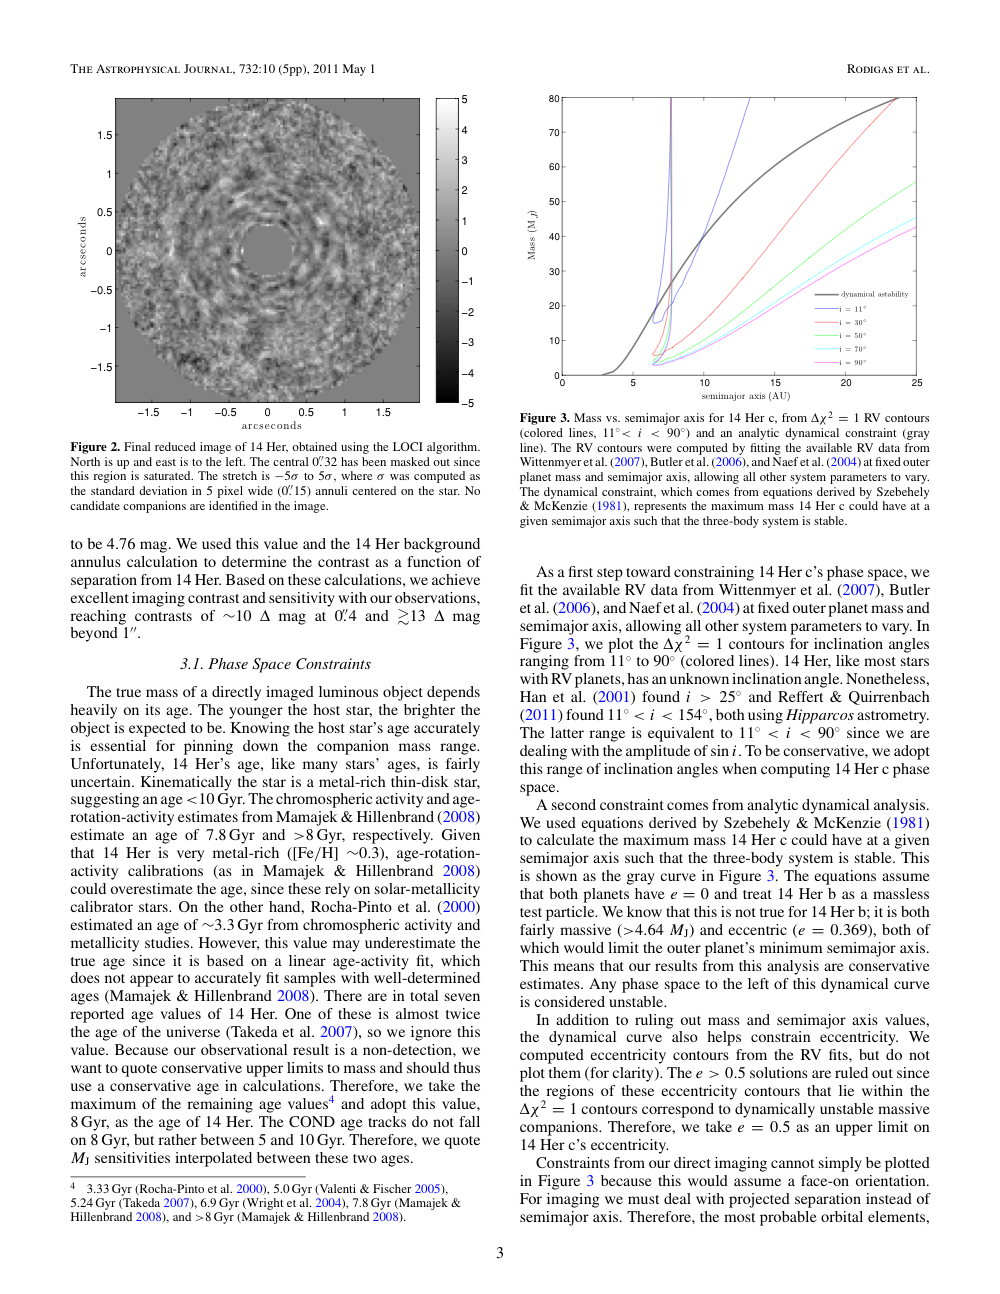 THE ASTROPHYSICAL JOURNAL, 732:10 (5pp), 2011 May 1
RODIGAS ET AL.
1.5
1
0.5
0
−0.5
−1
−1.5
arcseconds
−1.5 −1 −0.5 0 0.5 1 1.5
arcseconds
5
4
3
2
1
0
−1
−2
−3
−4
−5
Figure 2. Final reduced image of 14 Her, obtained using the LOCI algorithm.
North is up and east is to the left. The central 0.″32 has been masked out since
this region is saturated. The stretch is −5σ to 5σ, where σ was computed as
the standard deviation in 5 pixel wide (0.″15) annuli centered on the star. No
candidate companions are identified in the image.
to be 4.76 mag. We used this value and the 14 Her background
annulus calculation to determine the contrast as a function of
separation from 14 Her. Based on these calculations, we achieve
excellent imaging contrast and sensitivity with our observations,
reaching contrasts of ∼10 Δ mag at 0.″4 and ≳13 Δ mag
beyond 1″.
3.1. Phase Space Constraints
The true mass of a directly imaged luminous object depends
heavily on its age. The younger the host star, the brighter the
object is expected to be. Knowing the host star's age accurately
is essential for pinning down the companion mass range.
Unfortunately, 14 Her's age, like many stars' ages, is fairly
uncertain. Kinematically the star is a metal-rich thin-disk star,
suggesting an age <10 Gyr. The chromospheric activity and age-
rotation-activity estimates from Mamajek & Hillenbrand (2008)
estimate an age of 7.8 Gyr and >8 Gyr, respectively. Given
that 14 Her is very metal-rich ([Fe/H] ∼0.3), age-rotation-
activity calibrations (as in Mamajek & Hillenbrand 2008)
could overestimate the age, since these rely on solar-metallicity
calibrator stars. On the other hand, Rocha-Pinto et al. (2000)
estimated an age of ∼3.3 Gyr from chromospheric activity and
metallicity studies. However, this value may underestimate the
true age since it is based on a linear age-activity fit, which
does not appear to accurately fit samples with well-determined
ages (Mamajek & Hillenbrand 2008). There are in total seven
reported age values of 14 Her. One of these is almost twice
the age of the universe (Takeda et al. 2007), so we ignore this
value. Because our observational result is a non-detection, we
want to quote conservative upper limits to mass and should thus
use a conservative age in calculations. Therefore, we take the
maximum of the remaining age values4 and adopt this value,
8 Gyr, as the age of 14 Her. The COND age tracks do not fall
on 8 Gyr, but rather between 5 and 10 Gyr. Therefore, we quote
MJ sensitivities interpolated between these two ages.
4 3.33 Gyr (Rocha-Pinto et al. 2000), 5.0 Gyr (Valenti & Fischer 2005),
5.24 Gyr (Takeda 2007), 6.9 Gyr (Wright et al. 2004), 7.8 Gyr (Mamajek &
Hillenbrand 2008), and >8 Gyr (Mamajek & Hillenbrand 2008).
80
70
60
50
40
30
20
10
0
Mass (MJ)
0 5 10 15 20 25
semimajor axis (AU)
dynamical astability
i = 11°
i = 30°
i = 50°
i = 70°
i = 90°
Figure 3. Mass vs. semimajor axis for 14 Her c, from Δχ² = 1 RV contours
(colored lines, 11°< i < 90°) and an analytic dynamical constraint (gray
line). The RV contours were computed by fitting the available RV data from
Wittenmyer et al. (2007), Butler et al. (2006), and Naef et al. (2004) at fixed outer
planet mass and semimajor axis, allowing all other system parameters to vary.
The dynamical constraint, which comes from equations derived by Szebehely
& McKenzie (1981), represents the maximum mass 14 Her c could have at a
given semimajor axis such that the three-body system is stable.
As a first step toward constraining 14 Her c's phase space, we
fit the available RV data from Wittenmyer et al. (2007), Butler
et al. (2006), and Naef et al. (2004) at fixed outer planet mass and
semimajor axis, allowing all other system parameters to vary. In
Figure 3, we plot the Δχ² = 1 contours for inclination angles
ranging from 11° to 90° (colored lines). 14 Her, like most stars
with RV planets, has an unknown inclination angle. Nonetheless,
Han et al. (2001) found i > 25° and Reffert & Quirrenbach
(2011) found 11° < i < 154°, both using Hipparcos astrometry.
The latter range is equivalent to 11° < i < 90° since we are
dealing with the amplitude of sin i. To be conservative, we adopt
this range of inclination angles when computing 14 Her c phase
space.
A second constraint comes from analytic dynamical analysis.
We used equations derived by Szebehely & McKenzie (1981)
to calculate the maximum mass 14 Her c could have at a given
semimajor axis such that the three-body system is stable. This
is shown as the gray curve in Figure 3. The equations assume
that both planets have e = 0 and treat 14 Her b as a massless
test particle. We know that this is not true for 14 Her b; it is both
fairly massive (>4.64 MJ) and eccentric (e = 0.369), both of
which would limit the outer planet's minimum semimajor axis.
This means that our results from this analysis are conservative
estimates. Any phase space to the left of this dynamical curve
is considered unstable.
In addition to ruling out mass and semimajor axis values,
the dynamical curve also helps constrain eccentricity. We
computed eccentricity contours from the RV fits, but do not
plot them (for clarity). The e > 0.5 solutions are ruled out since
the regions of these eccentricity contours that lie within the
Δχ² = 1 contours correspond to dynamically unstable massive
companions. Therefore, we take e = 0.5 as an upper limit on
14 Her c's eccentricity.
Constraints from our direct imaging cannot simply be plotted
in Figure 3 because this would assume a face-on orientation.
For imaging we must deal with projected separation instead of
semimajor axis. Therefore, the most probable orbital elements,
3